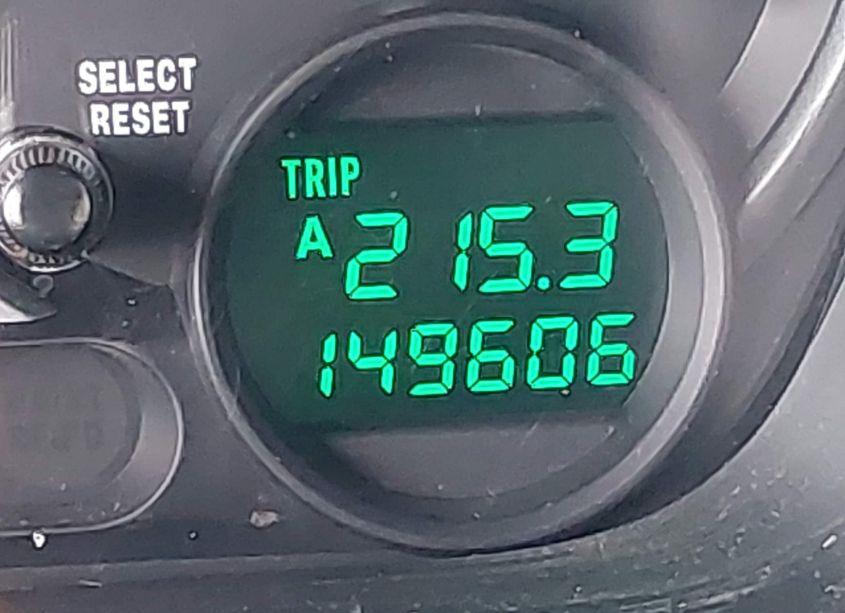 SELECT
RESET
TRIP
A 215.3
149606